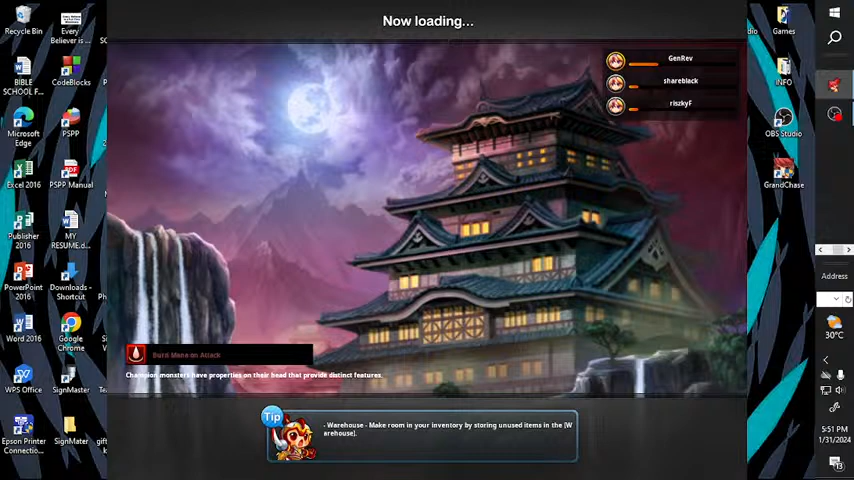 Now loading...
GenRev
shareblack
riszkyF
Burd Mana on Attack
Champion monsters have properties on their head that provide distinct features.
Tip
- Warehouse - Make room in your inventory by storing unused items in the [W
arehouse].
Recycle Bin
Every
Believer is ...
BIBLE
SCHOOL F...
CodeBlocks
Microsoft
Edge
PSPP
Excel 2016
PSPP Manual
Publisher
2016
MY
RESUME.d...
PowerPoint
2016
Downloads -
Shortcut
Word 2016
Google
Chrome
WPS Office
SignMaster
Epson Printer
Connectio...
SignMater
Games
INFO
OBS Studio
GrandChase
Address
30°C
5:51 PM
1/31/2024
13